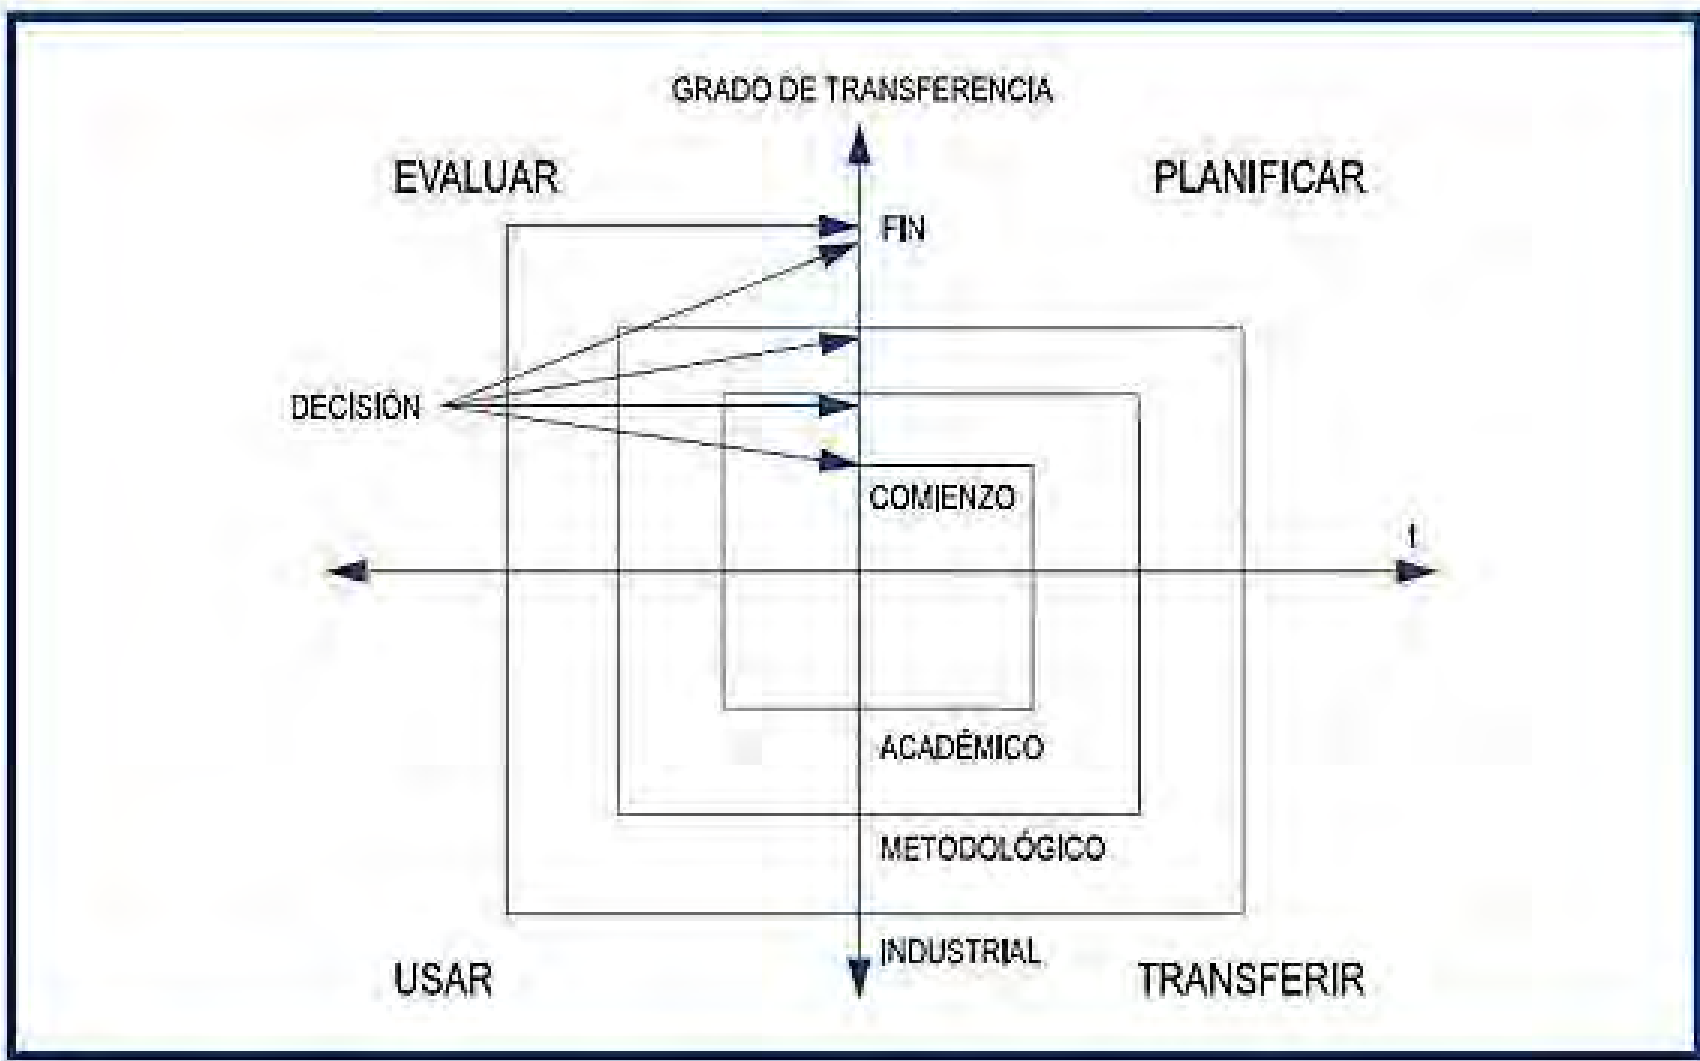 GRADO DE TRANSFERENCIA
EVALUAR
PLANIFICAR
FIN
DECISIÓN
COMIENZO
t
ACADÉMICO
METODOLÓGICO
INDUSTRIAL
USAR
TRANSFERIR